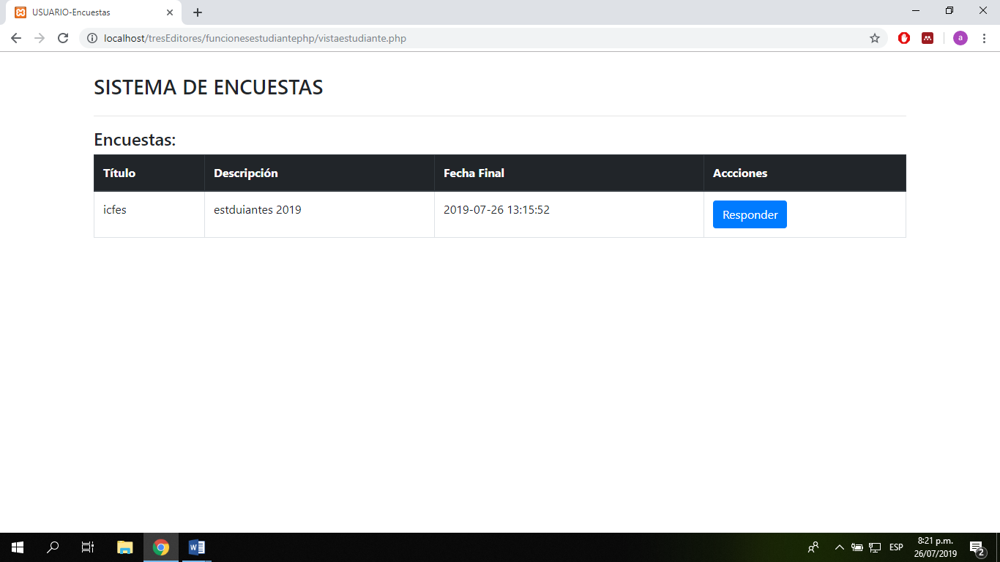 USUARIO-Encuestas
localhost/tresEditores/funcionesestudiantephp/vistaestudiante.php
a
SISTEMA DE ENCUESTAS
Encuestas:
Título Descripción Fecha Final Accciones
icfes estduiantes 2019 2019-07-26 13:15:52 Responder
ESP
8:21 p.m.
26/07/2019
2